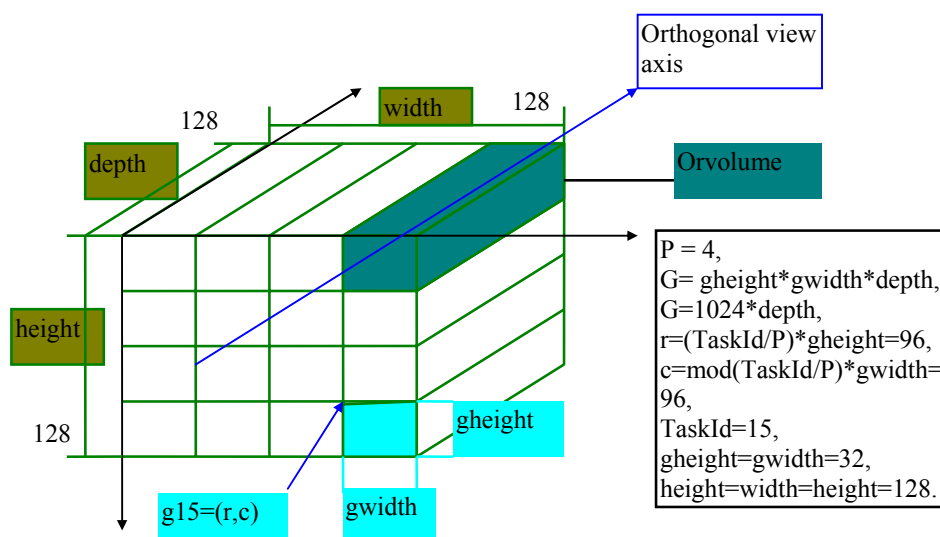 Orthogonal view
axis
128
width
128
depth
Orvolume
P = 4,
G= gheight*gwidth*depth,
G=1024*depth,
r=(TaskId/P)*gheight=96,
c=mod(TaskId/P)*gwidth=
96,
TaskId=15,
gheight=gwidth=32,
height=width=height=128.
height
128
gheight
g15=(r,c)
gwidth